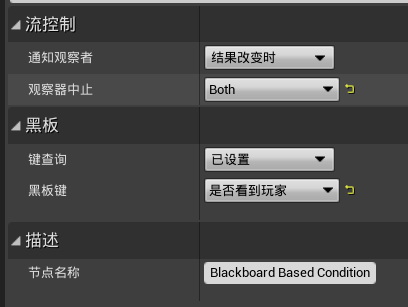 流控制
通知观察者 结果改变时
观察器中止 Both
黑板
键查询 已设置
黑板键 是否看到玩家
描述
节点名称 Blackboard Based Condition